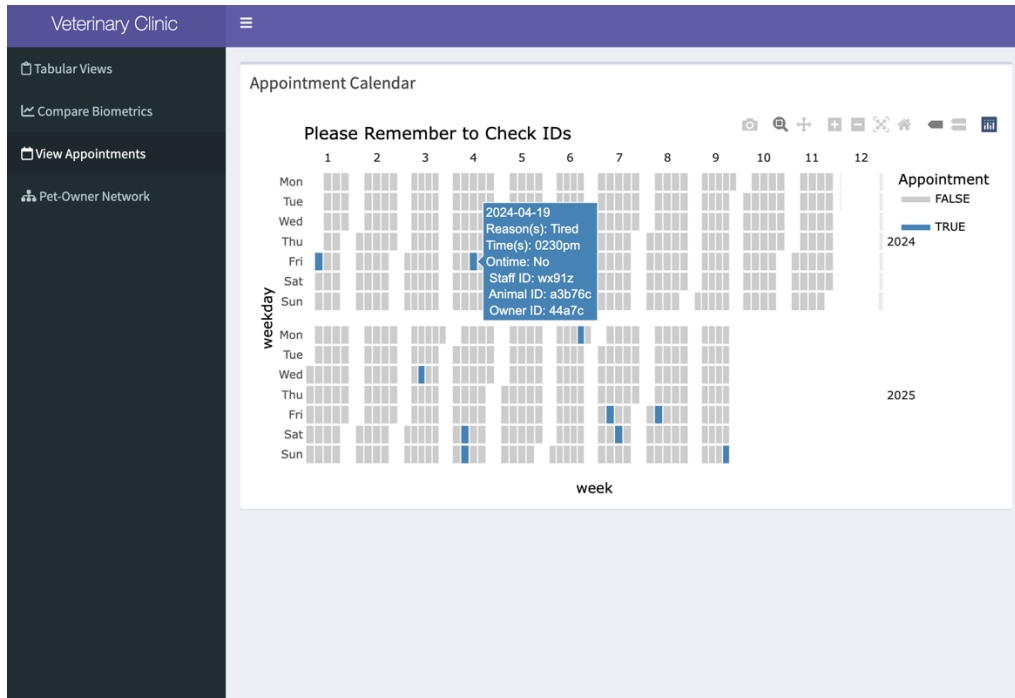 Veterinary Clinic
Tabular Views
Compare Biometrics
View Appointments
Pet-Owner Network
Appointment Calendar
Please Remember to Check IDs
1 2 3 4 5 6 7 8 9 10 11 12
Mon
Tue
Wed
Thu
Fri
Sat
Sun
2024-04-19
Reason(s): Tired
Time(s): 0230pm
Ontime: No
Staff ID: wx91z
Animal ID: a3b76c
Owner ID: 44a7c
Appointment
FALSE
TRUE
2024
weekday
Mon
Tue
Wed
Thu
Fri
Sat
Sun
2025
week